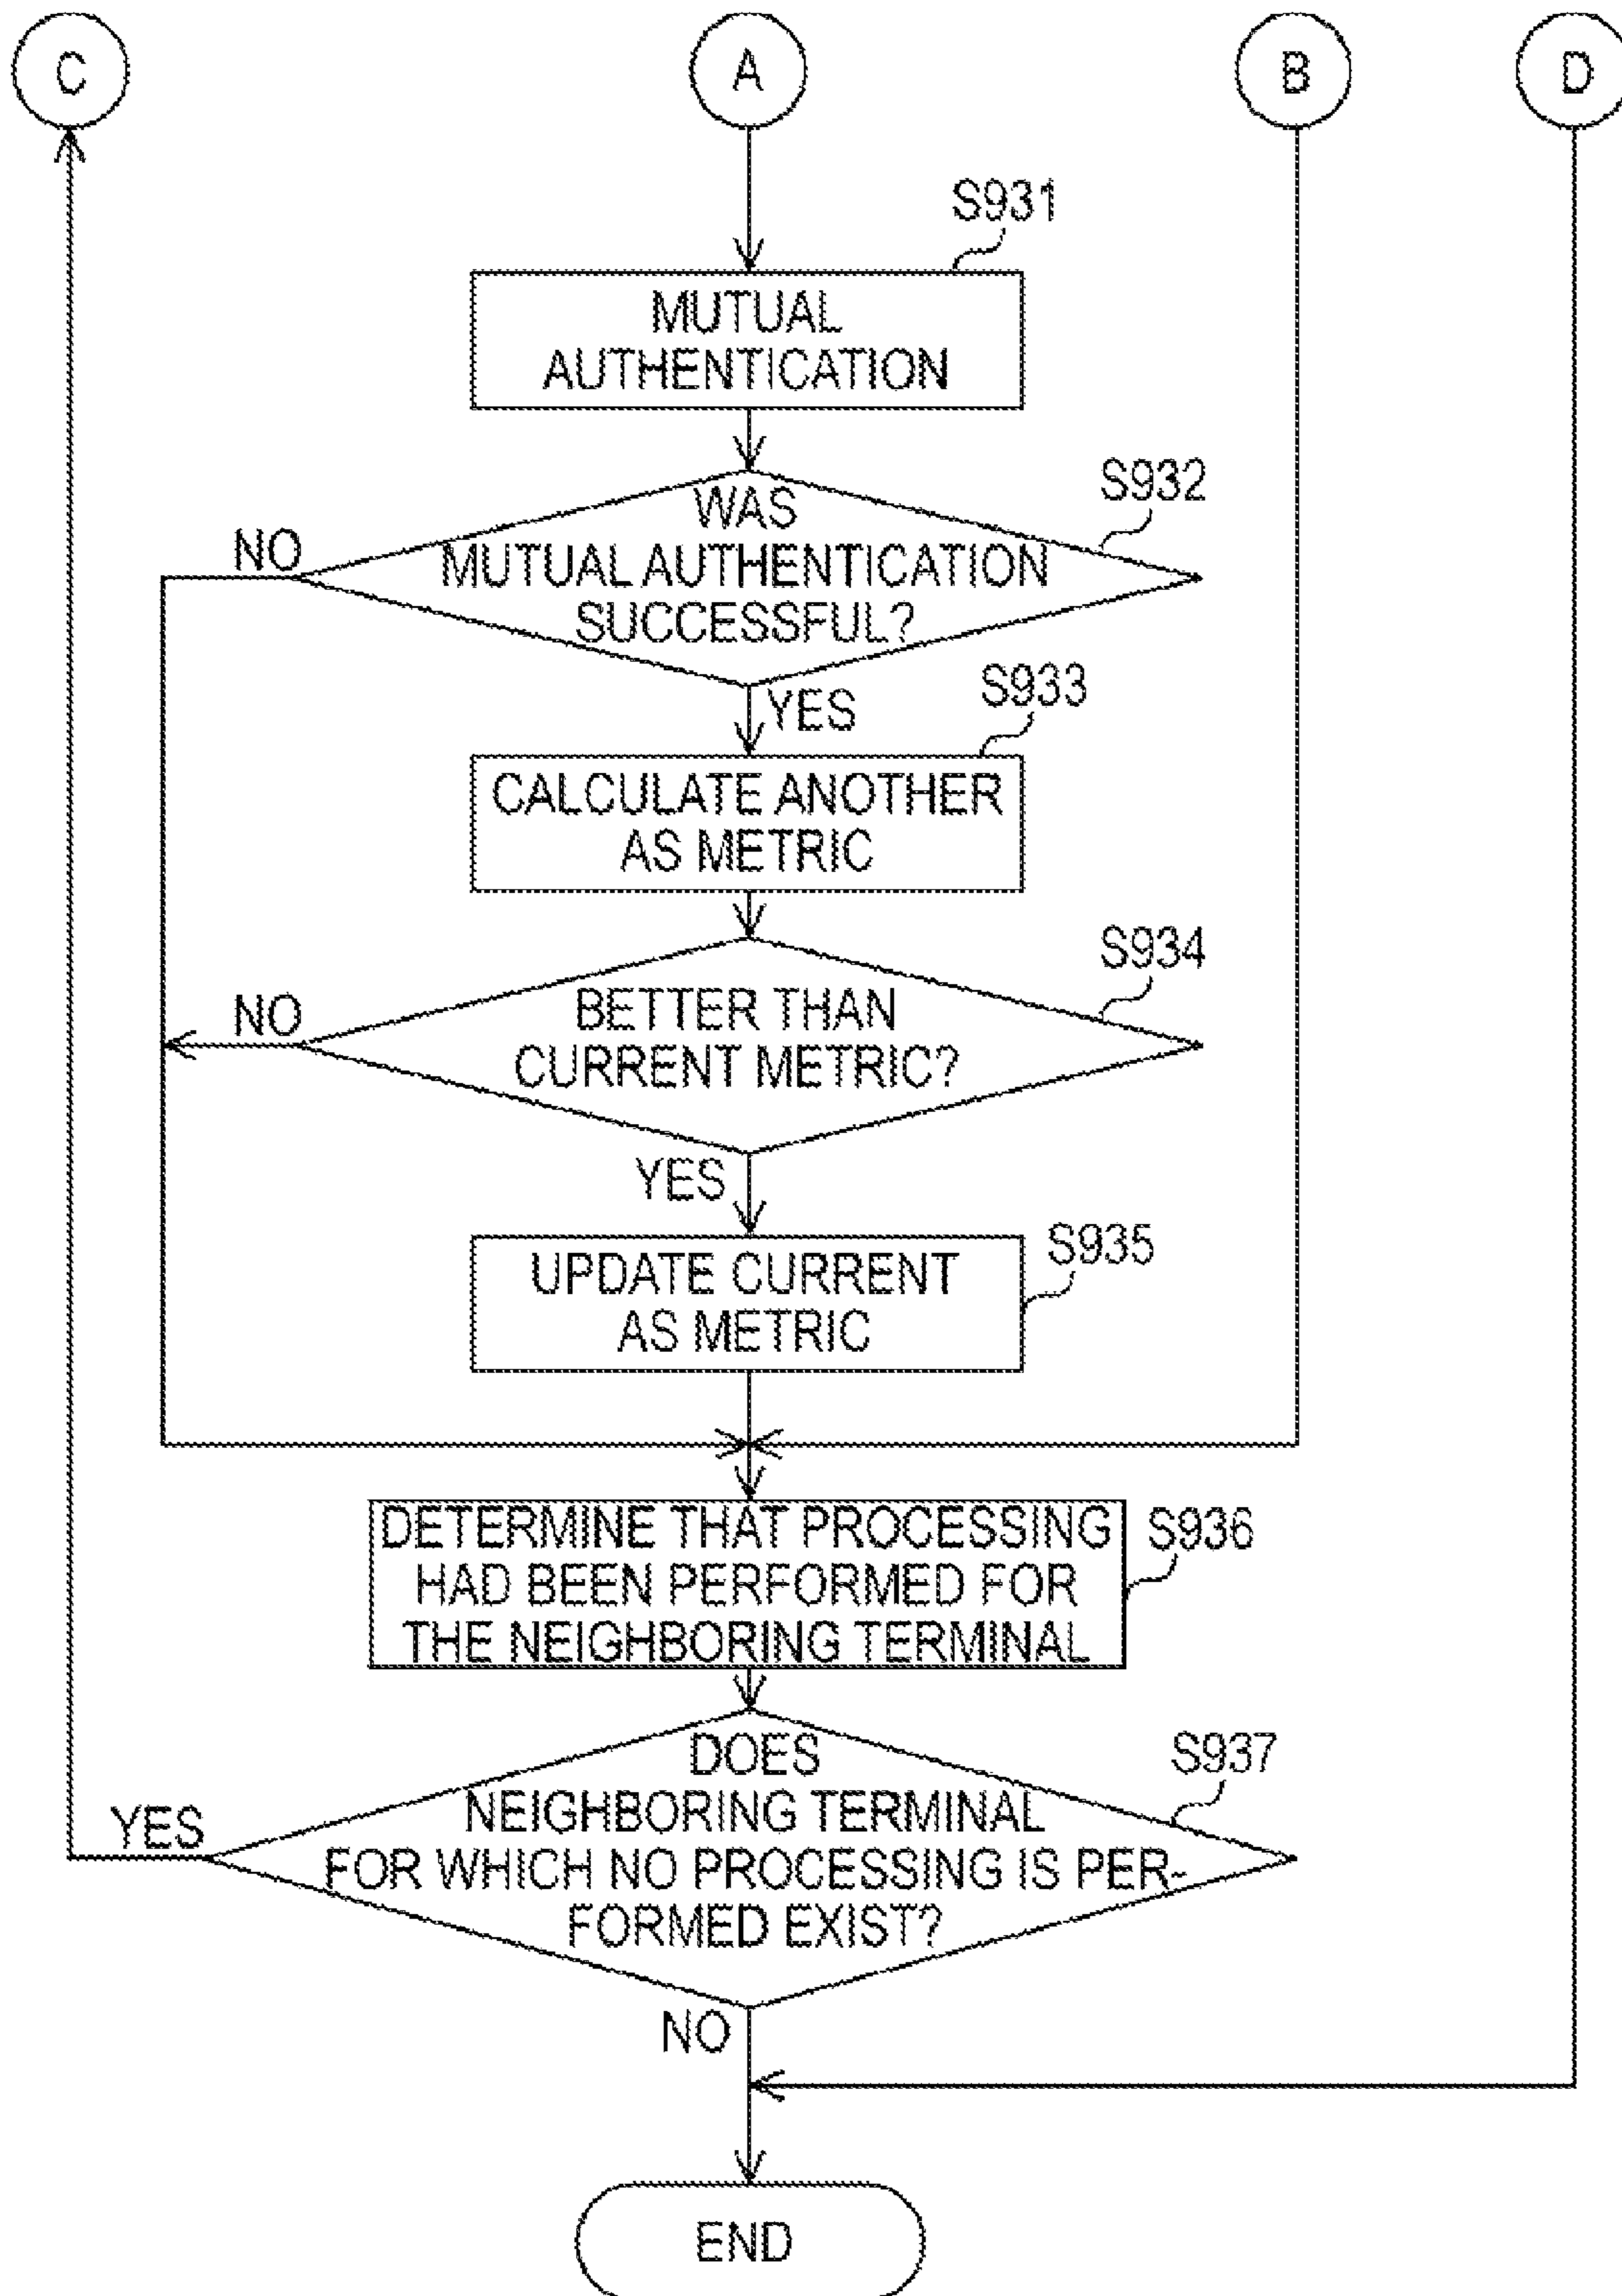 C
A
B
D
S931
MUTUAL
AUTHENTICATION
S932
WAS
MUTUAL AUTHENTICATION
SUCCESSFUL?
NO
YES
S933
CALCULATE ANOTHER
AS METRIC
S934
BETTER THAN
CURRENT METRIC?
NO
YES
S935
UPDATE CURRENT
AS METRIC
S936
DETERMINE THAT PROCESSING
HAD BEEN PERFORMED FOR
THE NEIGHBORING TERMINAL
S937
DOES
NEIGHBORING TERMINAL
FOR WHICH NO PROCESSING IS PER-
FORMED EXIST?
YES
NO
END